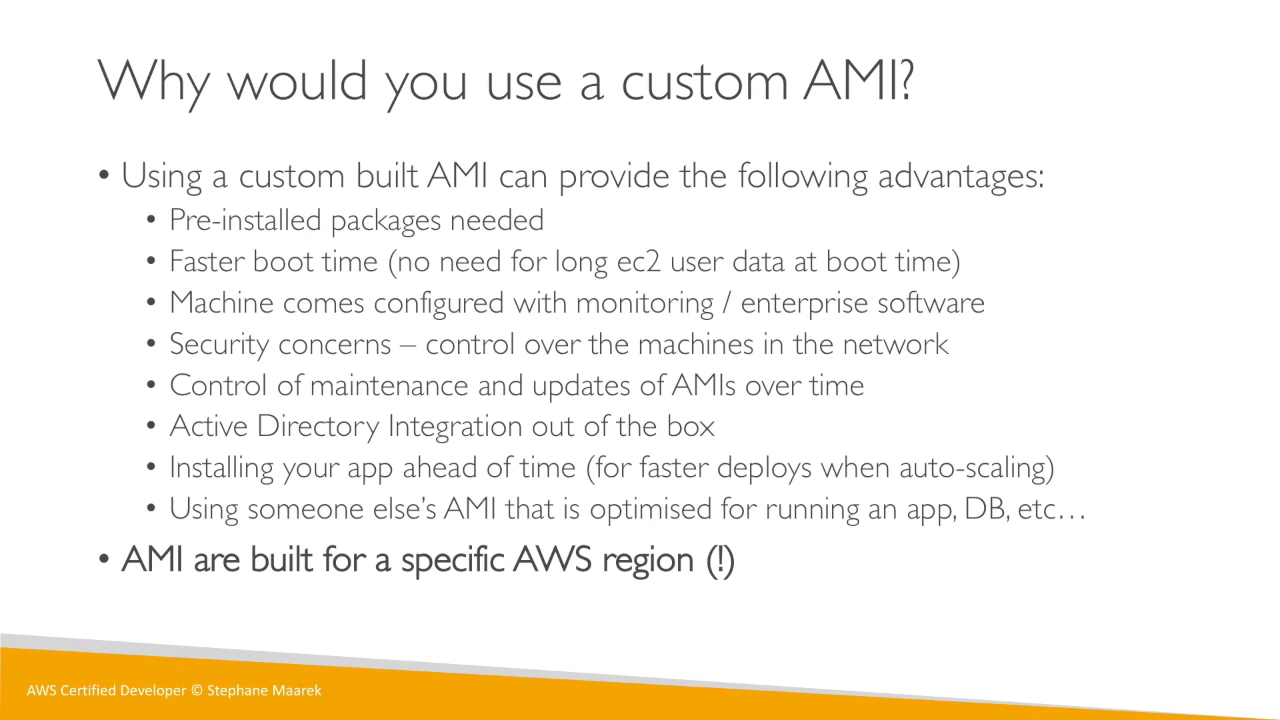 Why would you use a custom AMI?
• Using a custom built AMI can provide the following advantages:
• Pre-installed packages needed
• Faster boot time (no need for long ec2 user data at boot time)
• Machine comes configured with monitoring / enterprise software
• Security concerns – control over the machines in the network
• Control of maintenance and updates of AMIs over time
• Active Directory Integration out of the box
• Installing your app ahead of time (for faster deploys when auto-scaling)
• Using someone else’s AMI that is optimised for running an app, DB, etc…
• AMI are built for a specific AWS region (!)
AWS Certified Developer © Stephane Maarek